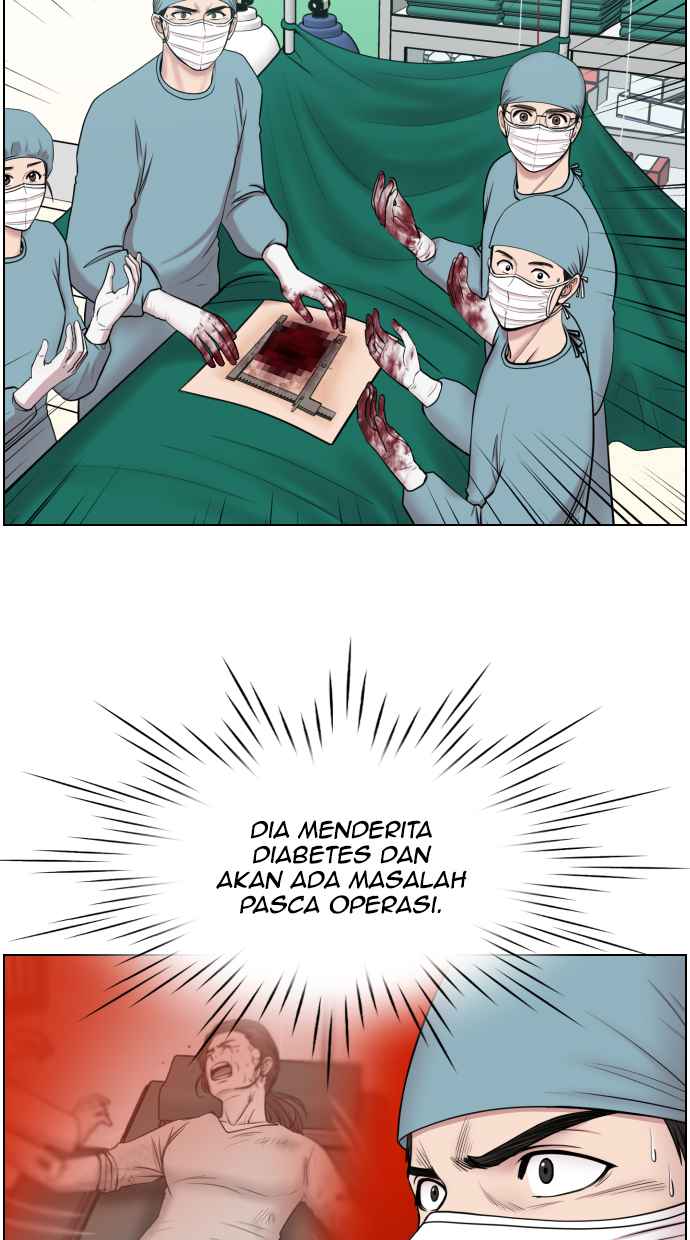 DIA MENDERITA
DIABETES DAN
AKAN ADA MASALAH
PASCA OPERASI.